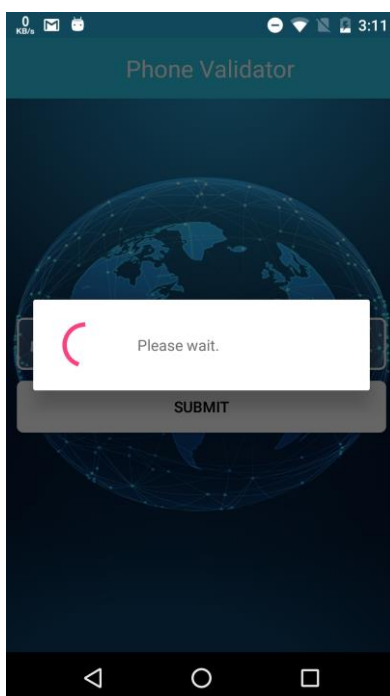 0
KB/s
3:11
Phone Validator
Please wait.
SUBMIT